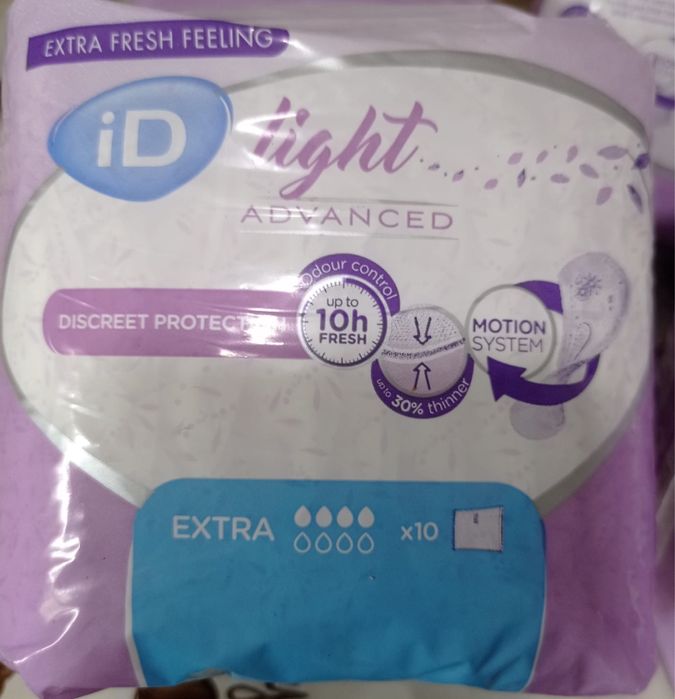 EXTRA FRESH FEELING
iD light
ADVANCED
DISCREET
Odour control
up to
10h
FRESH
up to 30% thinner
MOTION
SYSTEM
EXTRA x10